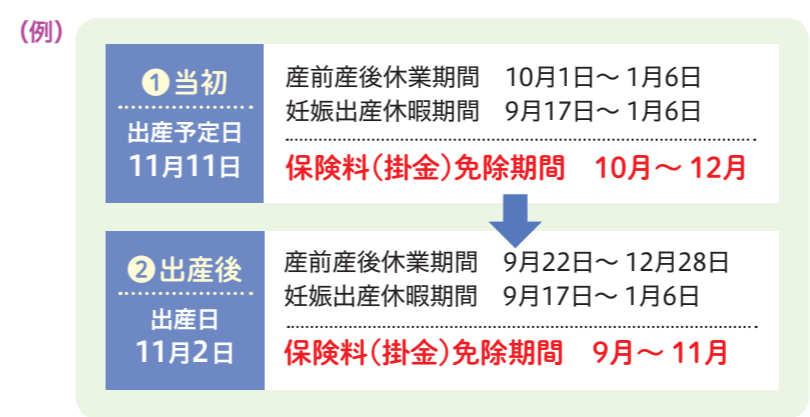 (例)
❶当初
出産予定日
11月11日
産前産後休業期間 10月1日～1月6日
妊娠出産休暇期間 9月17日～1月6日
保険料(掛金)免除期間 10月～12月
❷出産後
出産日
11月2日
産前産後休業期間 9月22日～12月28日
妊娠出産休暇期間 9月17日～1月6日
保険料(掛金)免除期間 9月～11月